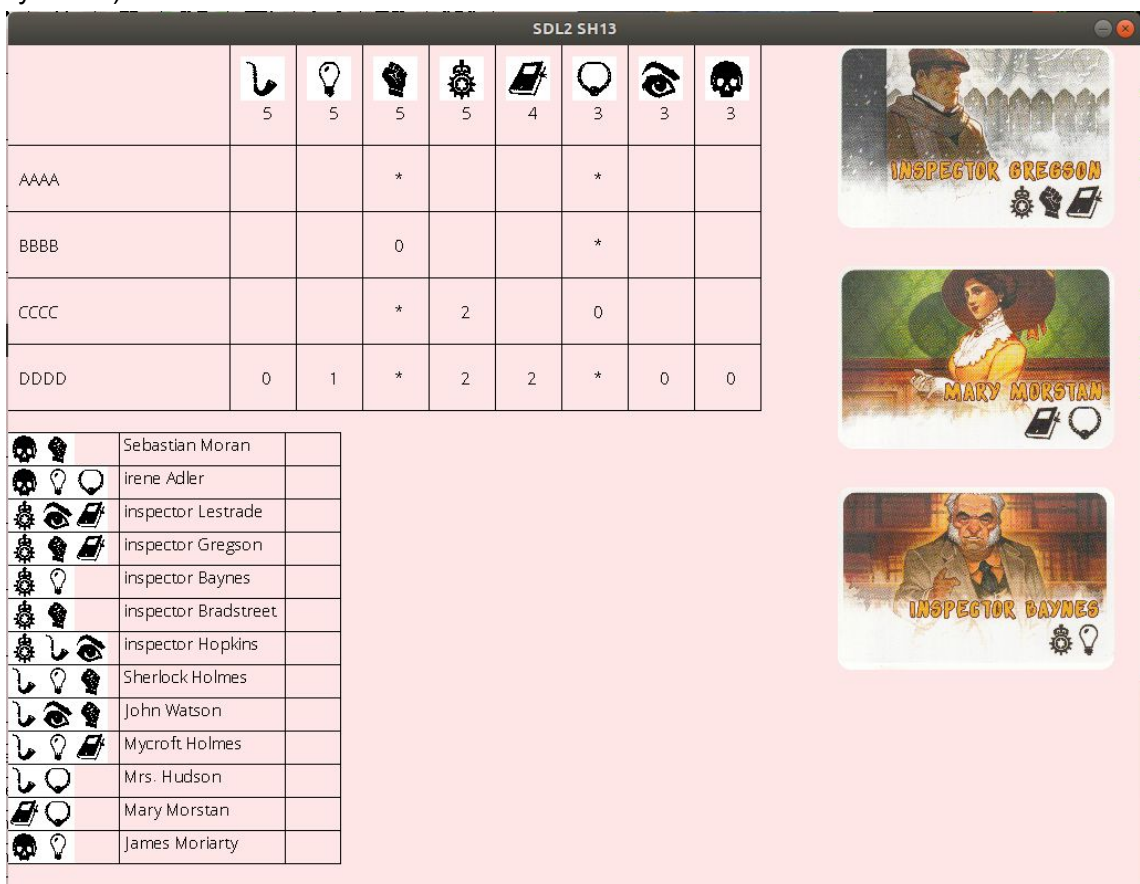 SDL2 SH13
5 5 5 5 4 3 3 3
AAAA * *
BBBB 0 *
CCCC * 2 0
DDDD 0 1 * 2 2 * 0 0
INSPECTOR GREGSON
MARY MORSTAN
INSPECTOR BAYNES
Sebastian Moran
irene Adler
inspector Lestrade
inspector Gregson
inspector Baynes
inspector Bradstreet
inspector Hopkins
Sherlock Holmes
John Watson
Mycroft Holmes
Mrs. Hudson
Mary Morstan
James Moriarty